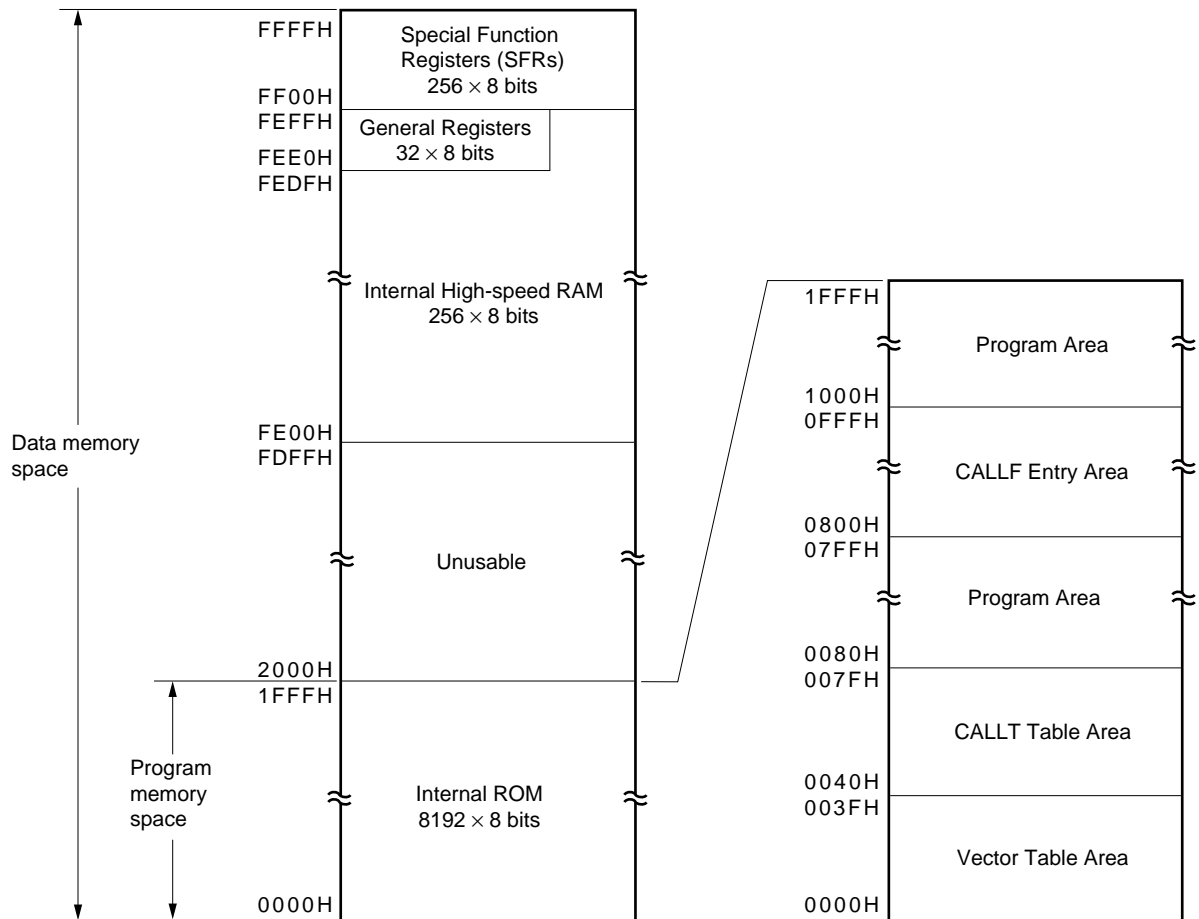 FFFFH
Special Function
Registers (SFRs)
256 × 8 bits
FF00H
FEFFH
General Registers
32 × 8 bits
FEE0H
FEDFH
Internal High-speed RAM
256 × 8 bits
FE00H
FDFFH
Data memory
space
Unusable
2000H
1FFFH
Program
memory
space
Internal ROM
8192 × 8 bits
0000H
1FFFH
Program Area
1000H
0FFFH
CALLF Entry Area
0800H
07FFH
Program Area
0080H
007FH
CALLT Table Area
0040H
003FH
Vector Table Area
0000H